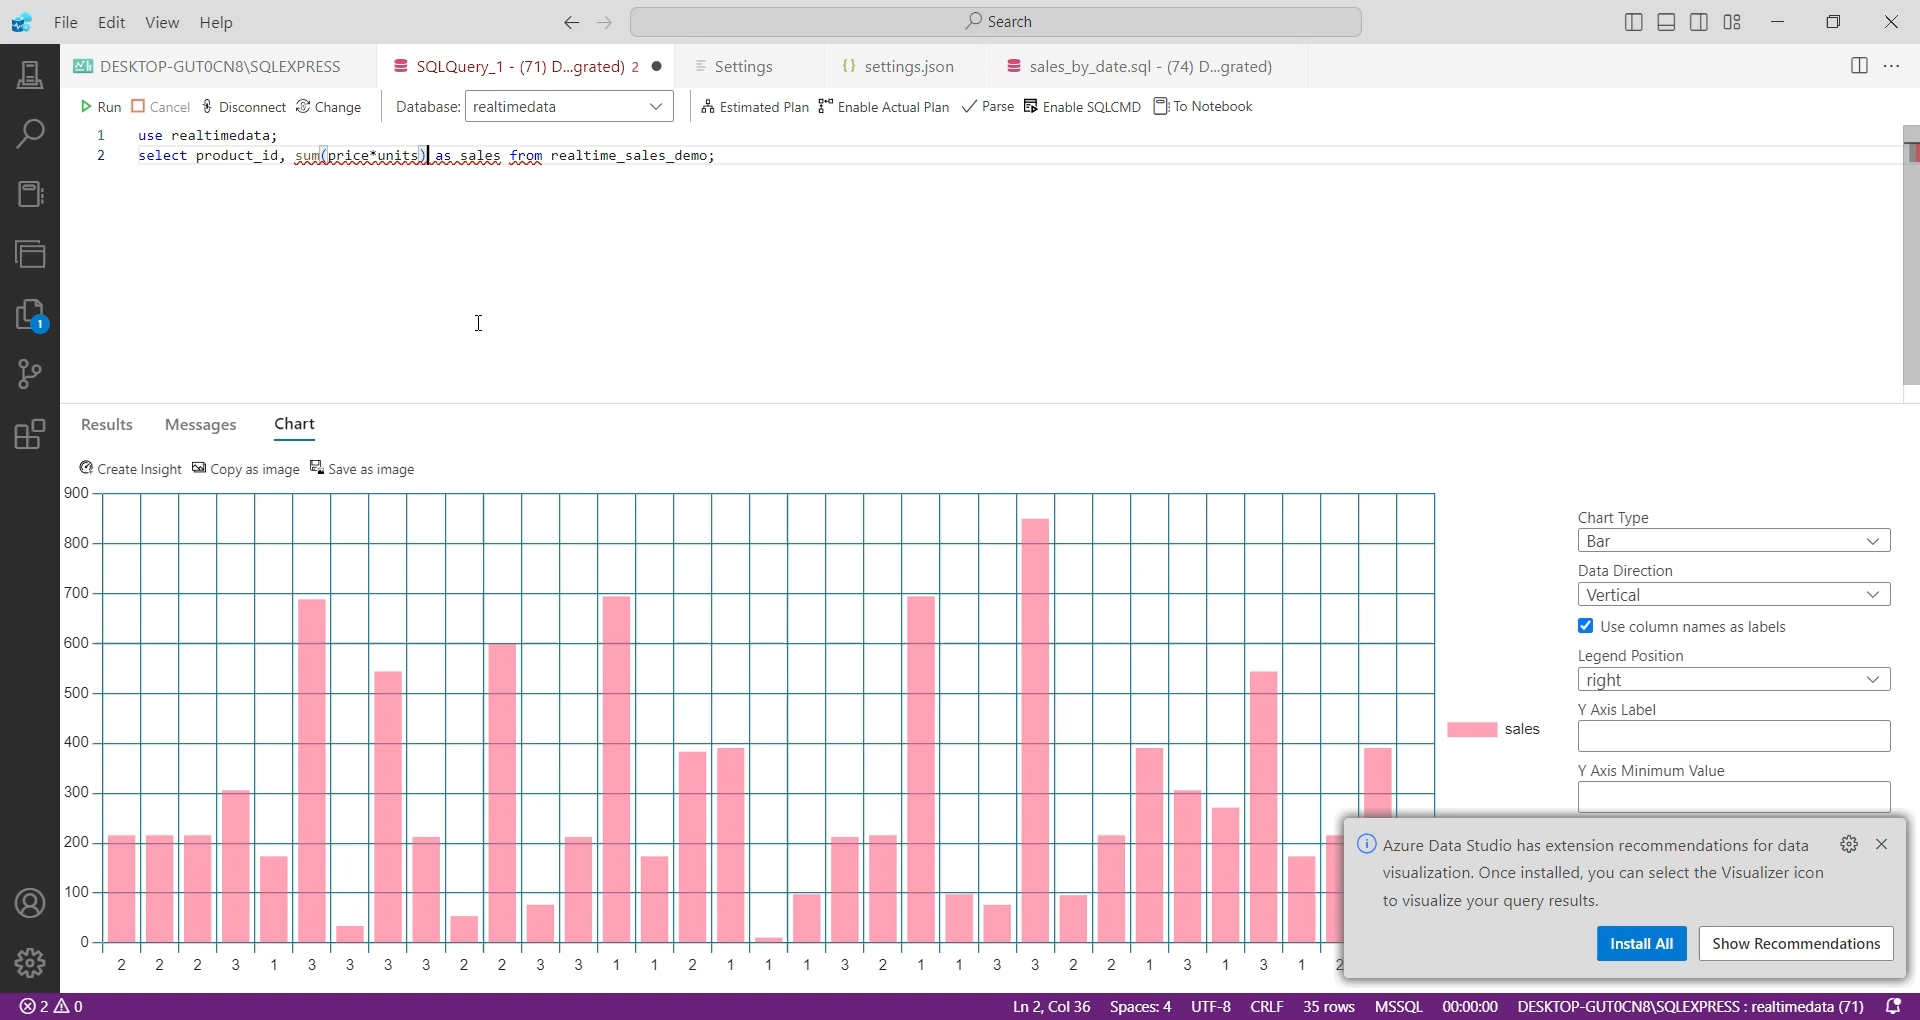 File Edit View Help
Search
DESKTOP-GUT0CN8\SQLEXPRESS
SQLQuery_1 - (71) D...grated) 2
Settings
settings.json
sales_by_date.sql - (74) D...grated)
Run Cancel Disconnect Change Database: realtimedata Estimated Plan Enable Actual Plan Parse Enable SQLCMD To Notebook
1 use realtimedata;
2 select product_id, sum(price*units) as sales from realtime_sales_demo;
1
Results Messages Chart
Create Insight Copy as image Save as image
900
800
700
600
500
400
300
200
100
0
2 2 2 3 1 3 3 3 3 2 2 3 3 1 1 2 1 1 1 3 2 1 1 3 3 2 2 1 3 1 3 1 2
sales
Chart Type
Bar
Data Direction
Vertical
Use column names as labels
Legend Position
right
Y Axis Label
Y Axis Minimum Value
Azure Data Studio has extension recommendations for data
visualization. Once installed, you can select the Visualizer icon
to visualize your query results.
Install All Show Recommendations
2 0
Ln 2, Col 36 Spaces: 4 UTF-8 CRLF 35 rows MSSQL 00:00:00 DESKTOP-GUT0CN8\SQLEXPRESS : realtimedata (71)